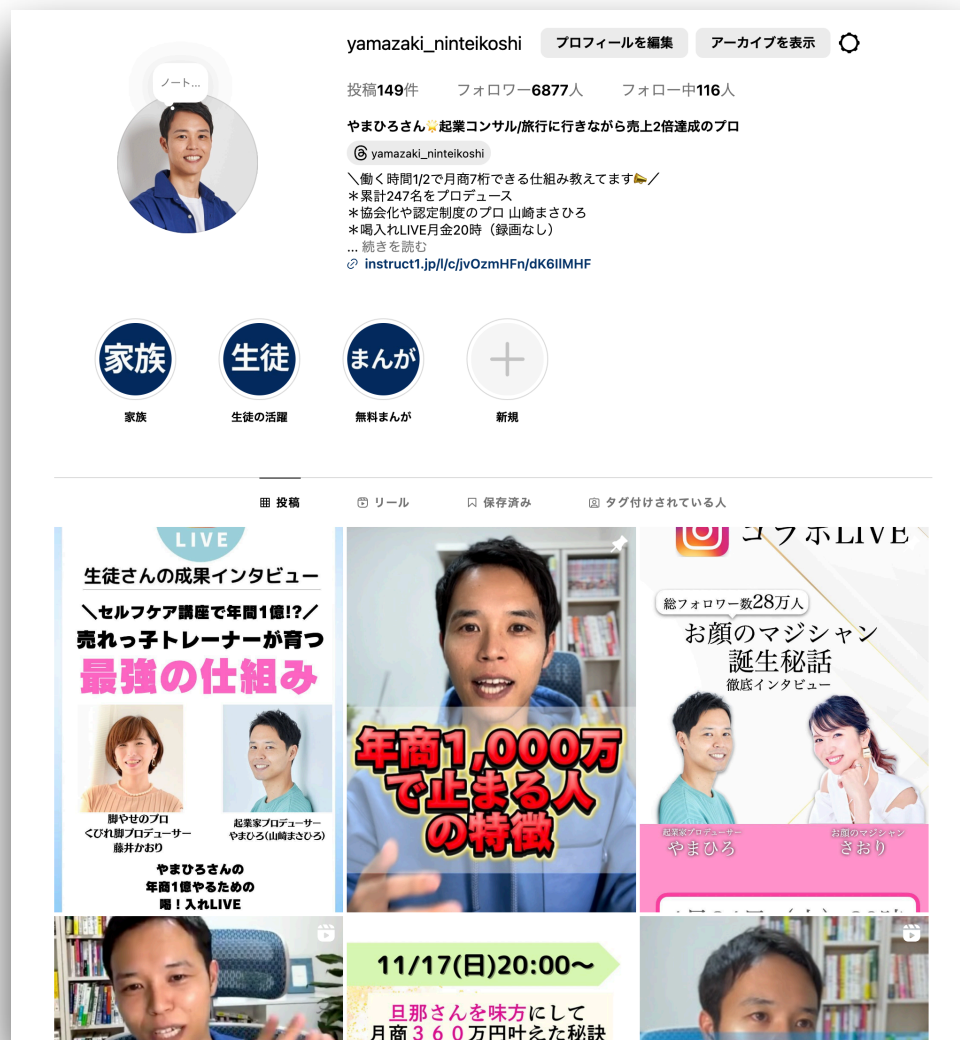 yamazaki_ninteikoshi
プロフィールを編集
アーカイブを表示
ノート...
投稿149件
フォロワー6877人
フォロー中116人
やまひろさん🌟起業コンサル/旅行に行きながら売上2倍達成のプロ
yamazaki_ninteikoshi
＼働く時間1/2で月商7桁できる仕組み教えてます📣／
＊累計247名をプロデュース
＊協会化や認定制度のプロ 山崎まさひろ
＊喝入れLIVE月金20時（録画なし）
... 続きを読む
instruct1.jp/l/c/jvOzmHFn/dK6IlMHF
家族
生徒
まんが
家族
生徒の活躍
無料まんが
新規
投稿
リール
保存済み
タグ付けされている人
LIVE
生徒さんの成果インタビュー
＼セルフケア講座で年間1億!?／
売れっ子トレーナーが育つ
最強の仕組み
脚やせのプロ
くびれ脚プロデューサー
藤井かおり
起業家プロデューサー
やまひろ(山崎まさひろ)
やまひろさんの
年商1億やるための
喝！入れLIVE
年商1,000万
で止まる人
の特徴
コラボLIVE
総フォロワー数28万人
お顔のマジシャン
誕生秘話
徹底インタビュー
起業家プロデューサー
やまひろ
お顔のマジシャン
さおり
11/17(日)20:00〜
旦那さんを味方にして
月商３６０万円叶えた秘訣